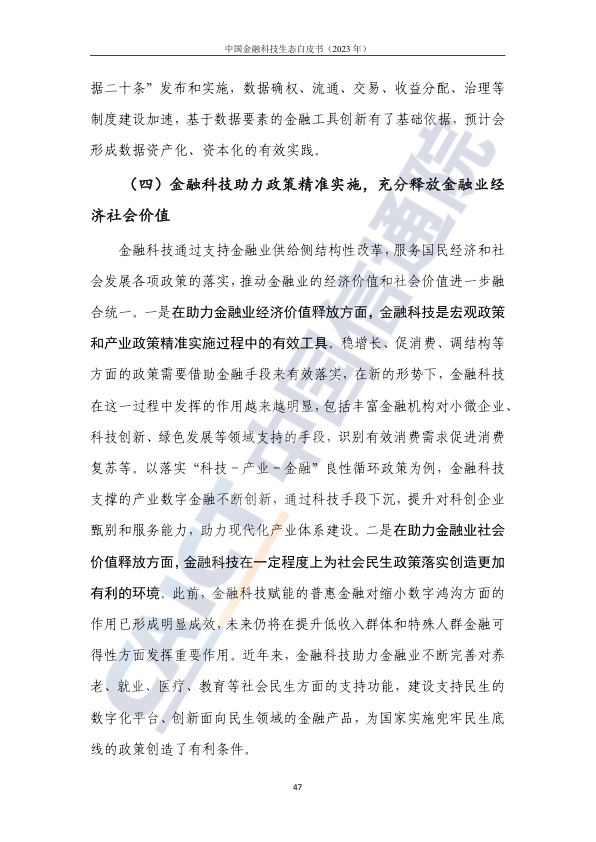 中国金融科技生态白皮书（2023 年）
据二十条”发布和实施，数据确权、流通、交易、收益分配、治理等
制度建设加速，基于数据要素的金融工具创新有了基础依据，预计会
形成数据资产化、资本化的有效实践。
（四）金融科技助力政策精准实施，充分释放金融业经
济社会价值
金融科技通过支持金融业供给侧结构性改革，服务国民经济和社
会发展各项政策的落实，推动金融业的经济价值和社会价值进一步融
合统一。一是在助力金融业经济价值释放方面，金融科技是宏观政策
和产业政策精准实施过程中的有效工具。稳增长、促消费、调结构等
方面的政策需要借助金融手段来有效落实，在新的形势下，金融科技
在这一过程中发挥的作用越来越明显，包括丰富金融机构对小微企业、
科技创新、绿色发展等领域支持的手段，识别有效消费需求促进消费
复苏等。以落实“科技－产业－金融”良性循环政策为例，金融科技
支撑的产业数字金融不断创新，通过科技手段下沉，提升对科创企业
甄别和服务能力，助力现代化产业体系建设。二是在助力金融业社会
价值释放方面，金融科技在一定程度上为社会民生政策落实创造更加
有利的环境。此前，金融科技赋能的普惠金融对缩小数字鸿沟方面的
作用已形成明显成效，未来仍将在提升低收入群体和特殊人群金融可
得性方面发挥重要作用。近年来，金融科技助力金融业不断完善对养
老、就业、医疗、教育等社会民生方面的支持功能，建设支持民生的
数字化平台、创新面向民生领域的金融产品，为国家实施兜牢民生底
线的政策创造了有利条件。
47
CAICT 中国信通院